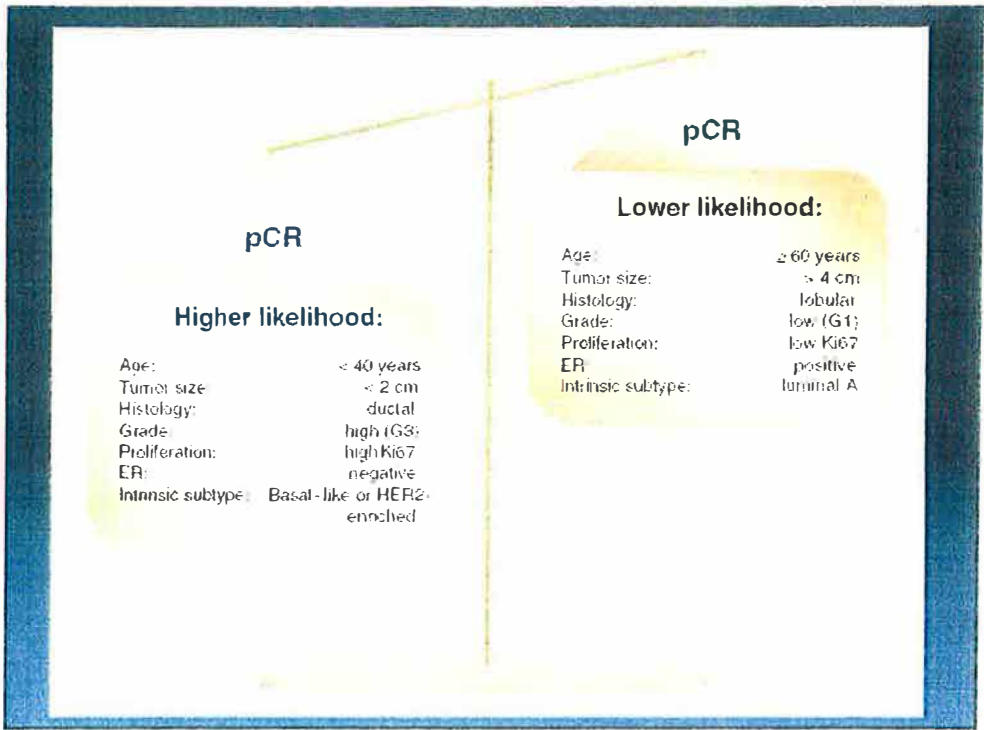 pCR
Higher likelihood:
Age: < 40 years
Tumor size: < 2 cm
Histology: ductal
Grade: high (G3)
Proliferation: high Ki67
ER: negative
Intrinsic subtype: Basal-like or HER2-
enriched
pCR
Lower likelihood:
Age: ≥ 60 years
Tumor size: > 4 cm
Histology: lobular
Grade: low (G1)
Proliferation: low Ki67
ER: positive
Intrinsic subtype: luminal A